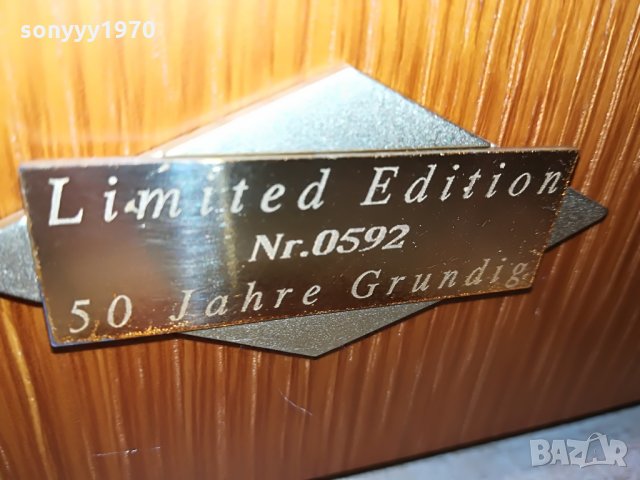 sonyyy1970
Limited Edition
Nr.0592
50 Jahre Grundig
BAZAR